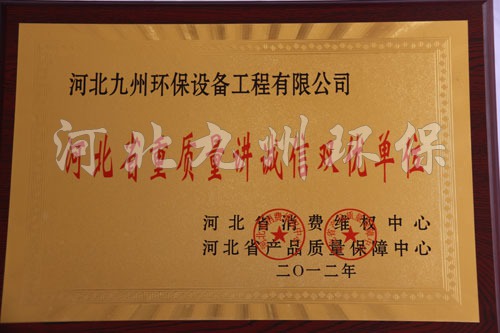 河北九州环保设备工程有限公司
河北九州环保
河北省重质量讲诚信双优单位
河北省消费维权中心
河北省产品质量保障中心
二〇一二年